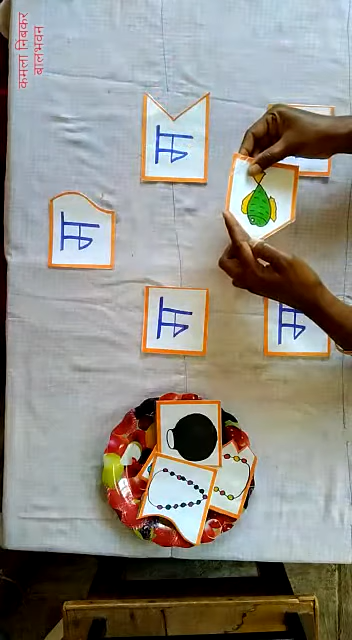 कमला निंबकर
बालभवन
म
म
म
म